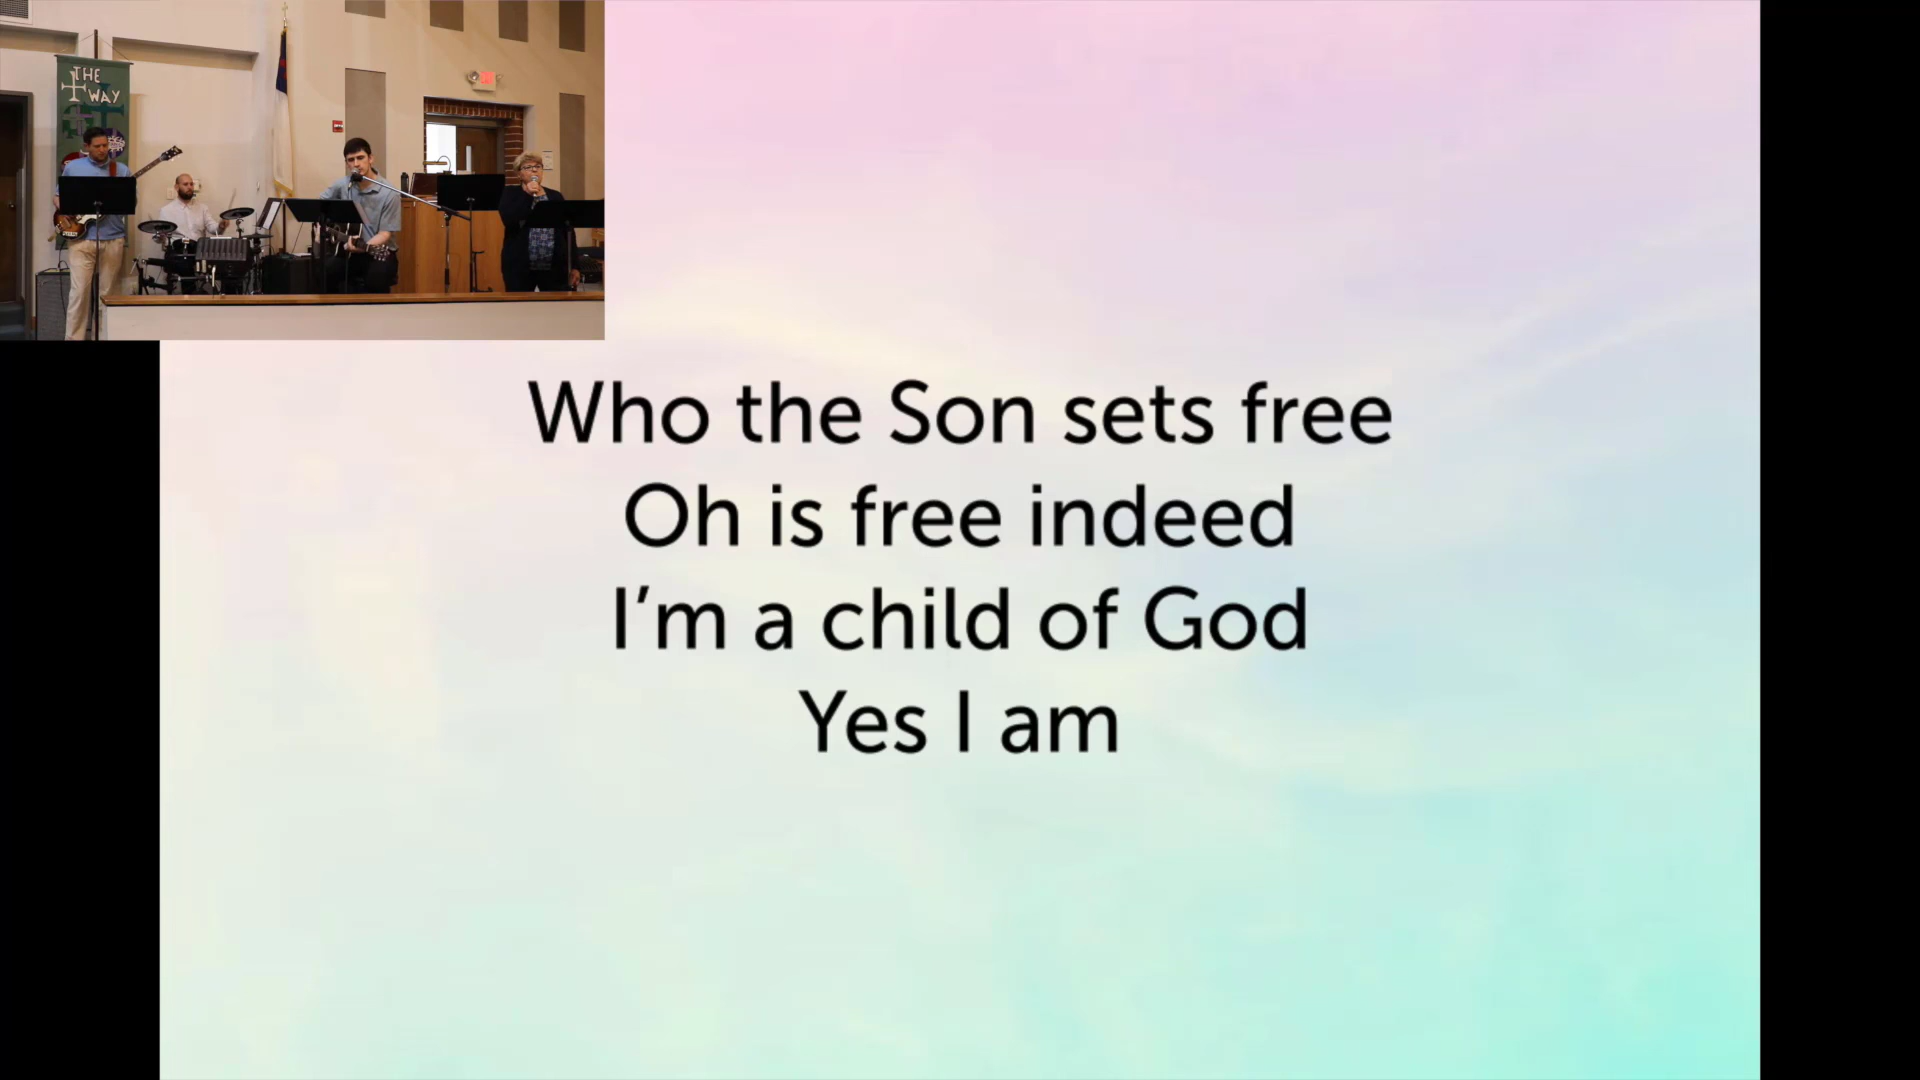 THE
WAY
Who the Son sets free
Oh is free indeed
I’m a child of God
Yes I am